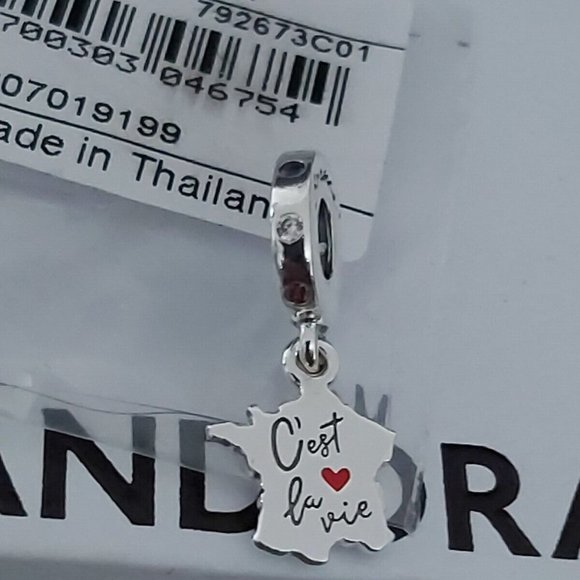 792673C01
700303 046754
07019199
ade in Thailan
C'est
la vie
ANDORA